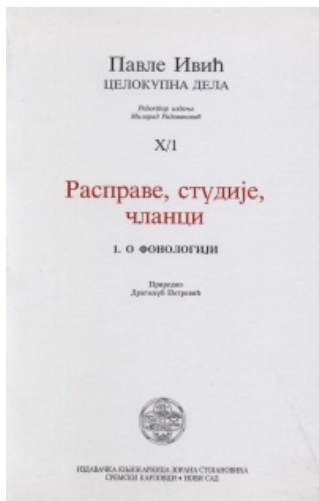 Павле Ивић
ЦЕЛОКУПНА ДЕЛА
Редактор издања
Милорад Радовановић
X/1
Расправе, студије,
чланци
1. О ФОНОЛОГИЈИ
Приредио
Драгољуб Петровић
ИЗДАВАЧКА КЊИЖАРНИЦА ЗОРАНА СТОЈАНОВИЋА
СРЕМСКИ КАРЛОВЦИ • НОВИ САД